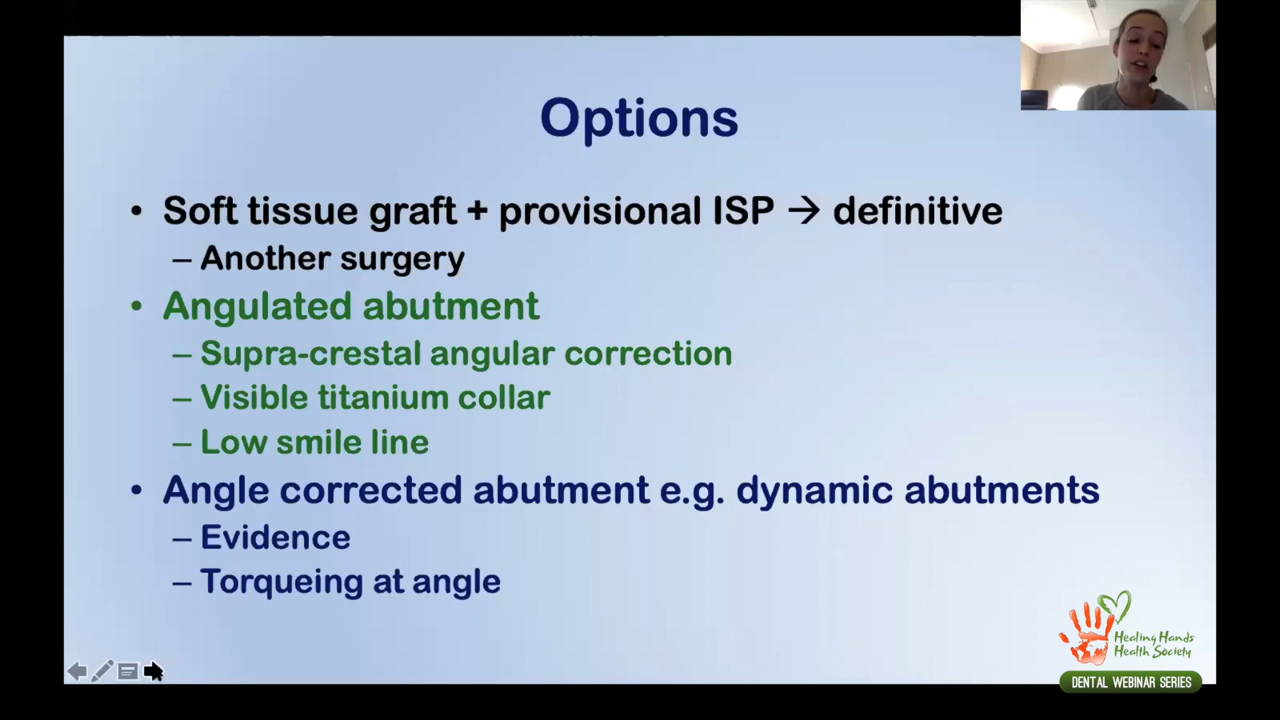 Options
• Soft tissue graft + provisional ISP → definitive
– Another surgery
• Angulated abutment
– Supra-crestal angular correction
– Visible titanium collar
– Low smile line
• Angle corrected abutment e.g. dynamic abutments
– Evidence
– Torqueing at angle
Healing Hands
Health Society
DENTAL WEBINAR SERIES